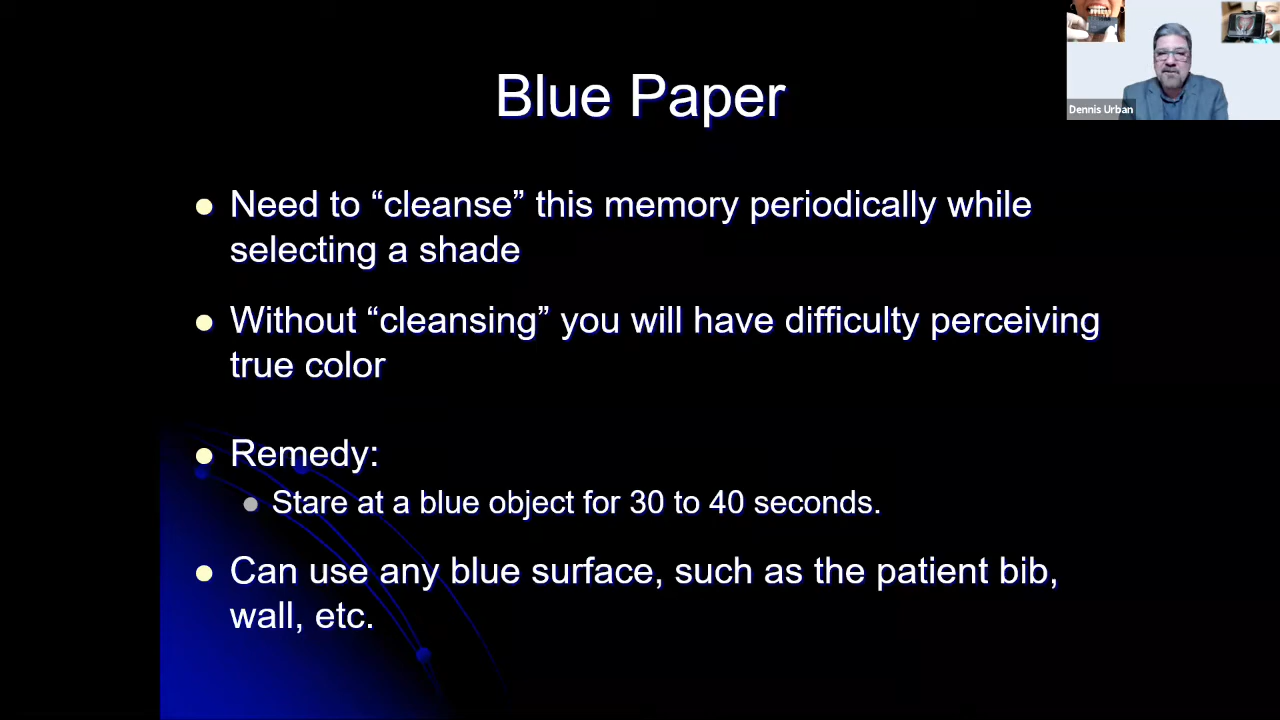 Blue Paper
Dennis Urban
Need to “cleanse” this memory periodically while
selecting a shade
Without “cleansing” you will have difficulty perceiving
true color
Remedy:
Stare at a blue object for 30 to 40 seconds.
Can use any blue surface, such as the patient bib,
wall, etc.